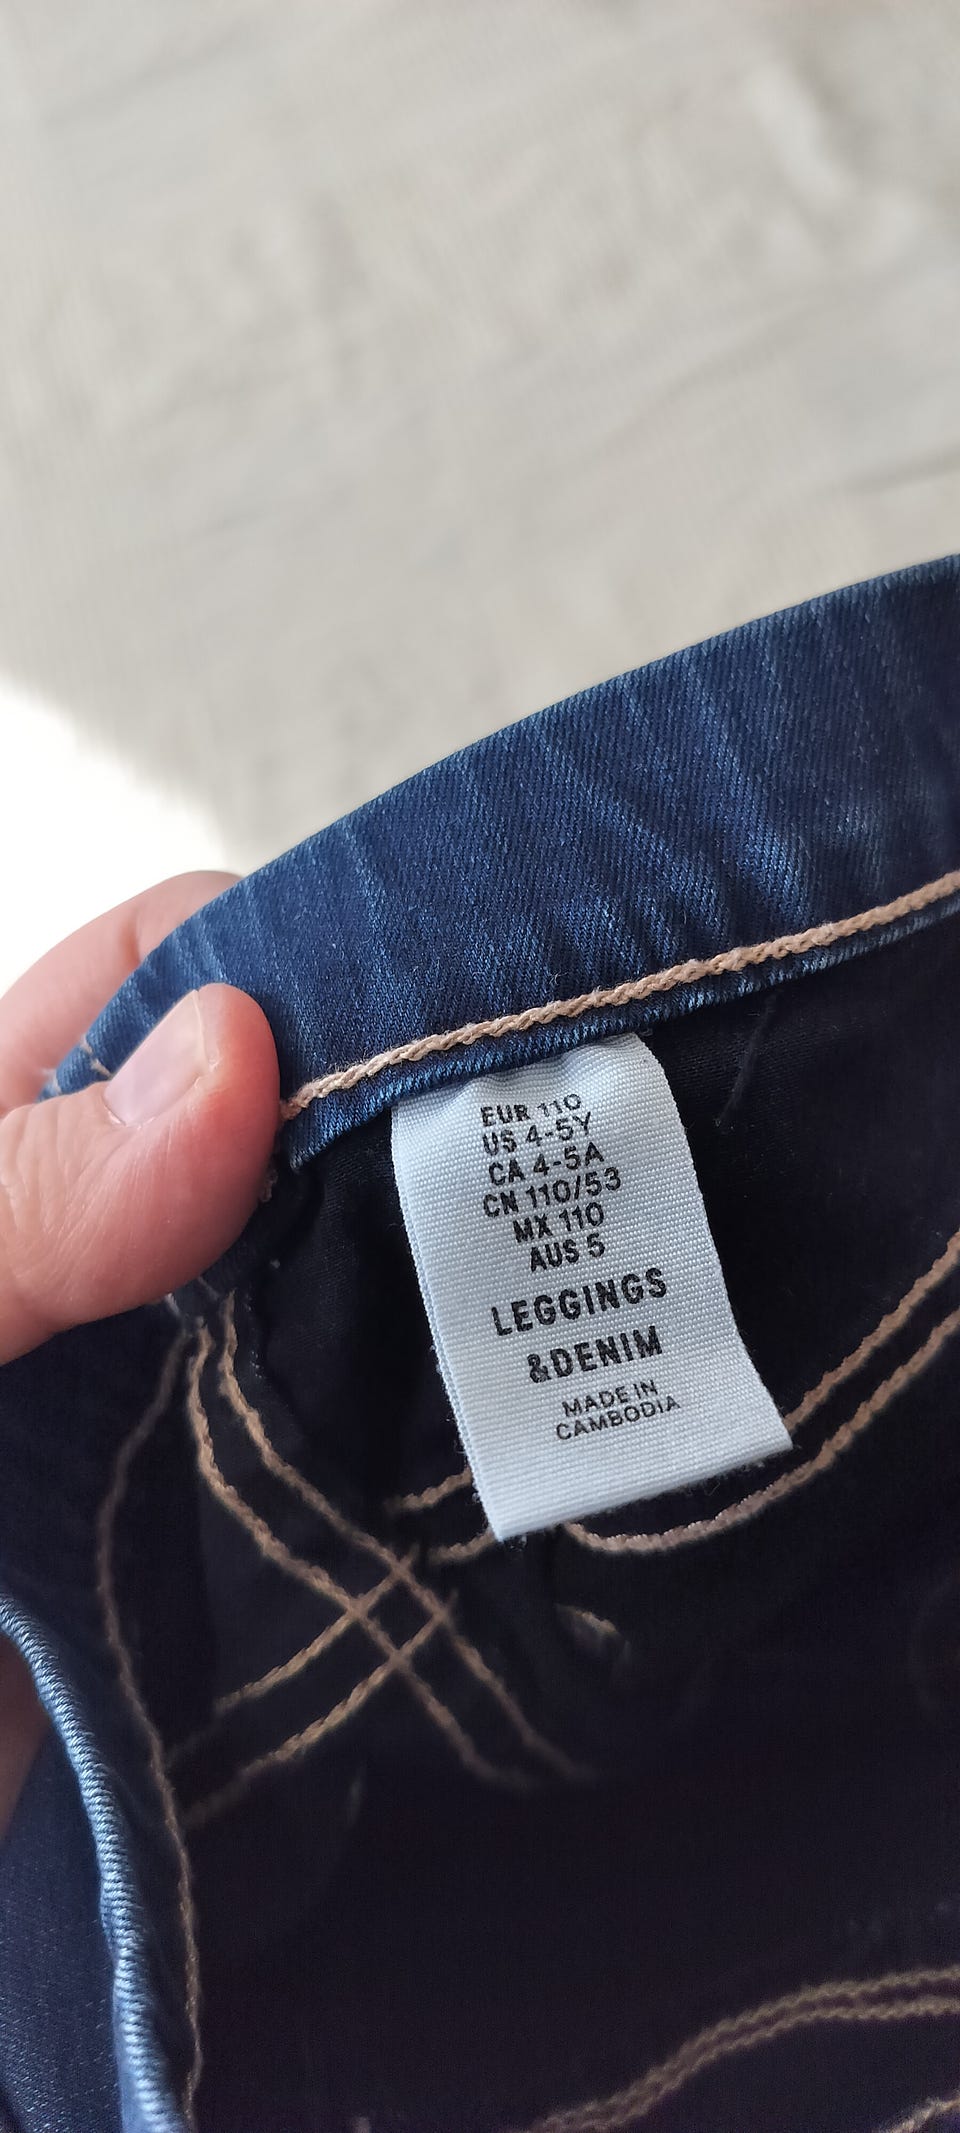 EUR 110
US 4-5Y
CA 4-5A
CN 110/53
MX 110
AUS 5
LEGGINGS
&DENIM
MADE IN
CAMBODIA